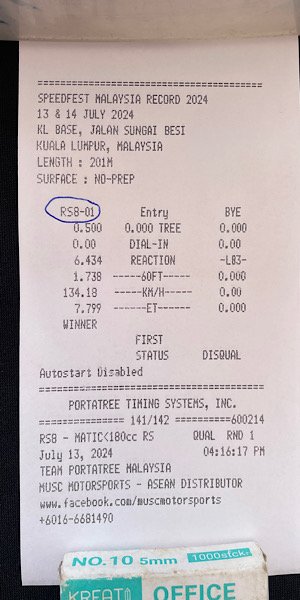 =====================================
SPEEDFEST MALAYSIA RECORD 2024
13 & 14 JULY 2024
KL BASE, JALAN SUNGAI BESI
KUALA LUMPUR, MALAYSIA
LENGTH : 201M
SURFACE : NO-PREP
RS8-01 Entry BYE
0.500 0.000 TREE 0.000
0.00 DIAL-IN 0.00
6.434 REACTION -LB3-
1.738 ------60FT------ 0.000
134.18 ------KM/H------ 0.00
7.799 ------ET------ 0.000
WINNER
FIRST
STATUS DISQUAL
Autostart Disabled
=====================================
PORTATREE TIMING SYSTEMS, INC.
=============== 141/142 =========600214
RS8 - MATIC<180cc RS QUAL RND 1
July 13, 2024 04:16:17 PM
TEAM PORTATREE MALAYSIA
MUSC MOTORSPORTS - ASEAN DISTRIBUTOR
www.facebook.com/muscmotorsports
+6016-6681490
NO.10 5mm 1000stcks
OFFICE